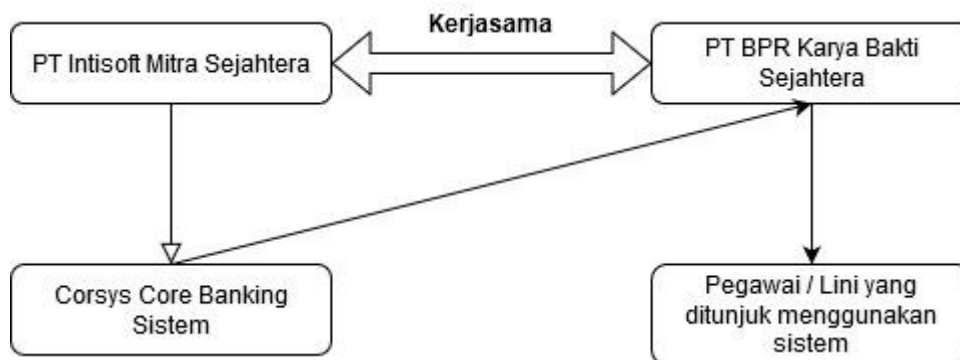 Kerjasama
PT Intisoft Mitra Sejahtera
PT BPR Karya Bakti
Sejahtera
Corsys Core Banking
Sistem
Pegawai / Lini yang
ditunjuk menggunakan
sistem